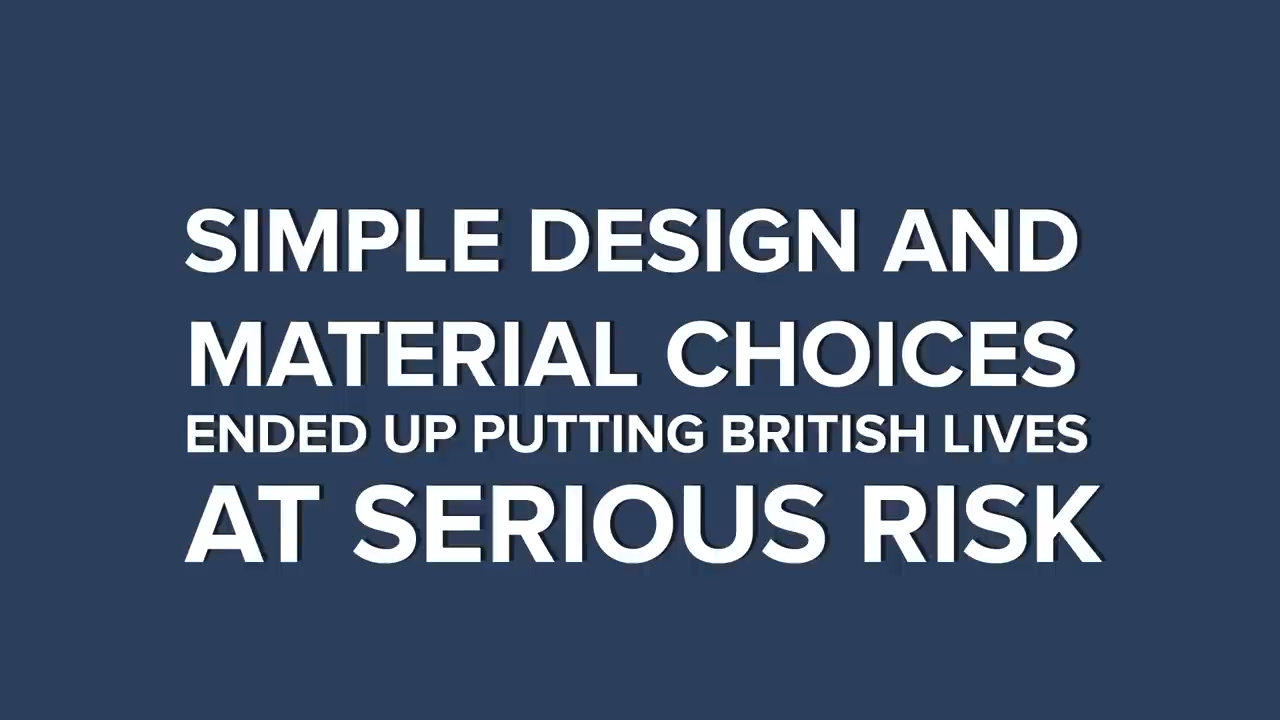 SIMPLE DESIGN AND
MATERIAL CHOICES
ENDED UP PUTTING BRITISH LIVES
AT SERIOUS RISK